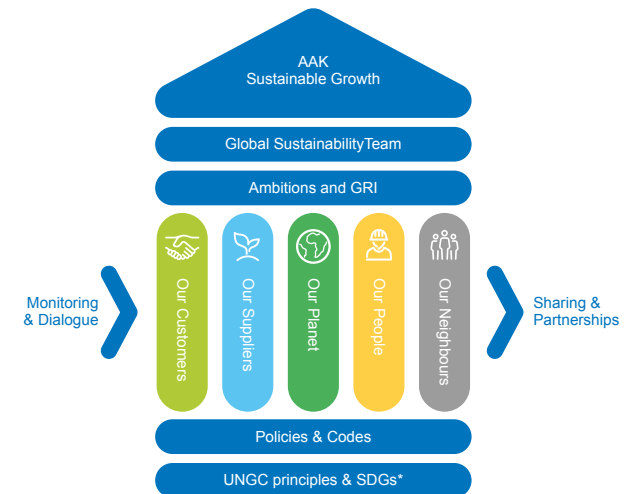 AAK
Sustainable Growth
Global SustainabilityTeam
Ambitions and GRI
Monitoring
& Dialogue
Our Customers
Our Suppliers
Our Planet
Our People
Our Neighbours
Sharing &
Partnerships
Policies & Codes
UNGC principles & SDGs*